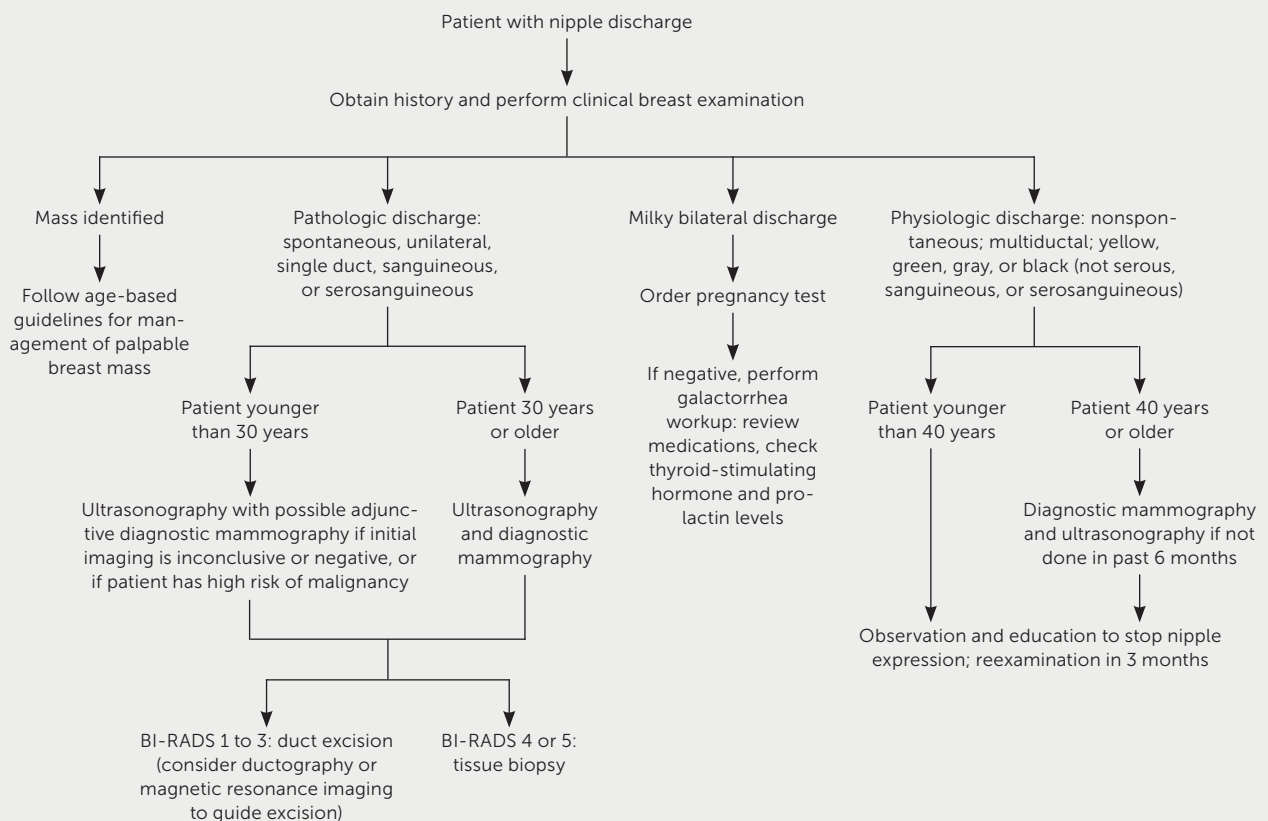 Patient with nipple discharge
Obtain history and perform clinical breast examination
Mass identified
Follow age-based
guidelines for man-
agement of palpable
breast mass
Pathologic discharge:
spontaneous, unilateral,
single duct, sanguineous,
or serosanguineous
Patient younger
than 30 years
Ultrasonography with possible adjunc-
tive diagnostic mammography if initial
imaging is inconclusive or negative, or
if patient has high risk of malignancy
Patient 30 years
or older
Ultrasonography
and diagnostic
mammography
BI-RADS 1 to 3: duct excision
(consider ductography or
magnetic resonance imaging
to guide excision)
BI-RADS 4 or 5:
tissue biopsy
Milky bilateral discharge
Order pregnancy test
If negative, perform
galactorrhea
workup: review
medications, check
thyroid-stimulating
hormone and pro-
lactin levels
Physiologic discharge: nonspon-
taneous; multiductal; yellow,
green, gray, or black (not serous,
sanguineous, or serosanguineous)
Patient younger
than 40 years
Patient 40 years
or older
Diagnostic mammography
and ultrasonography if not
done in past 6 months
Observation and education to stop nipple
expression; reexamination in 3 months